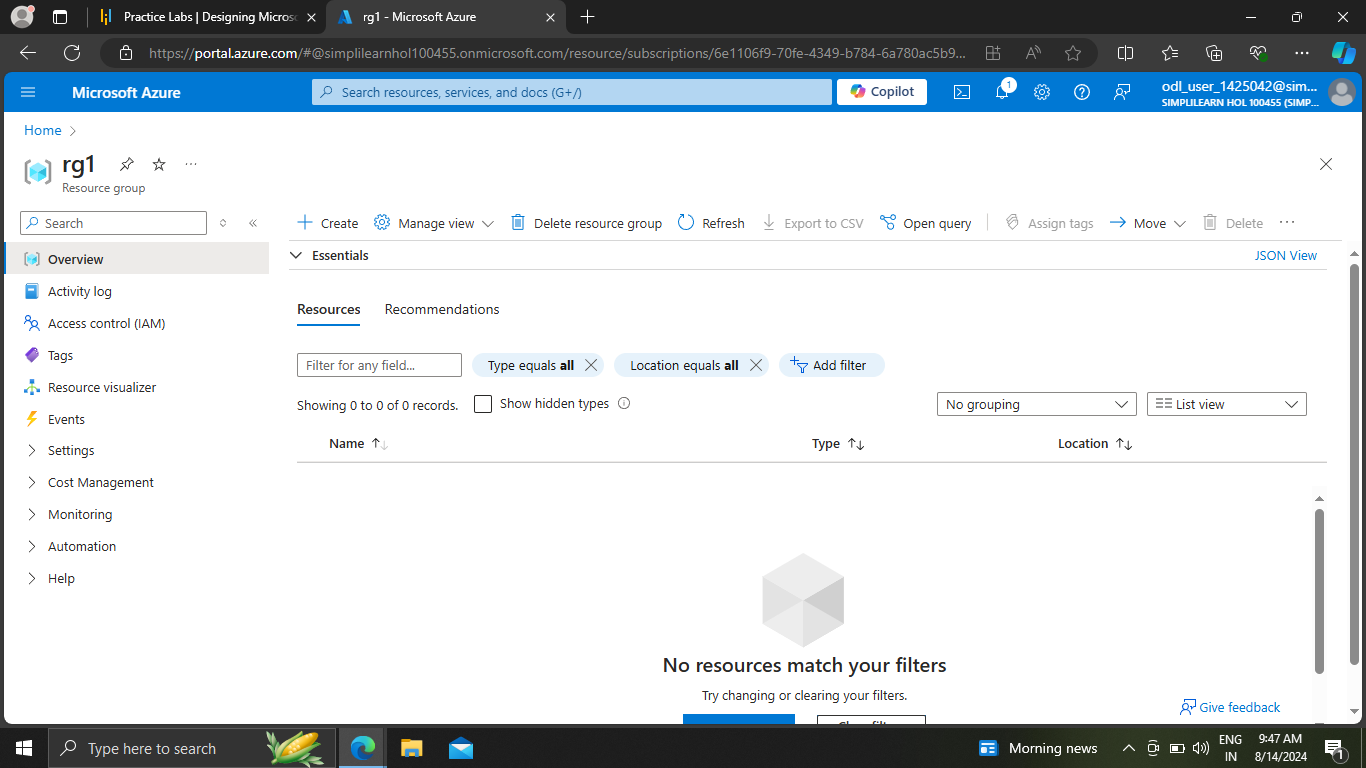 Practice Labs | Designing Microsc
rg1 - Microsoft Azure
https://portal.azure.com/#@simplilearnhol100455.onmicrosoft.com/resource/subscriptions/6e1106f9-70fe-4349-b784-6a780ac5b9...
Microsoft Azure
Search resources, services, and docs (G+/)
Copilot
1
odl_user_1425042@sim...
SIMPLILEARN HOL 100455 (SIMP...
Home
rg1
Resource group
Search
Create
Manage view
Delete resource group
Refresh
Export to CSV
Open query
Assign tags
Move
Delete
Overview
Activity log
Access control (IAM)
Tags
Resource visualizer
Events
Settings
Cost Management
Monitoring
Automation
Help
Essentials
JSON View
Resources
Recommendations
Filter for any field...
Type equals all
Location equals all
Add filter
Showing 0 to 0 of 0 records.
Show hidden types
No grouping
List view
Name
Type
Location
No resources match your filters
Try changing or clearing your filters.
Give feedback
Type here to search
Morning news
ENG
IN
9:47 AM
8/14/2024
1